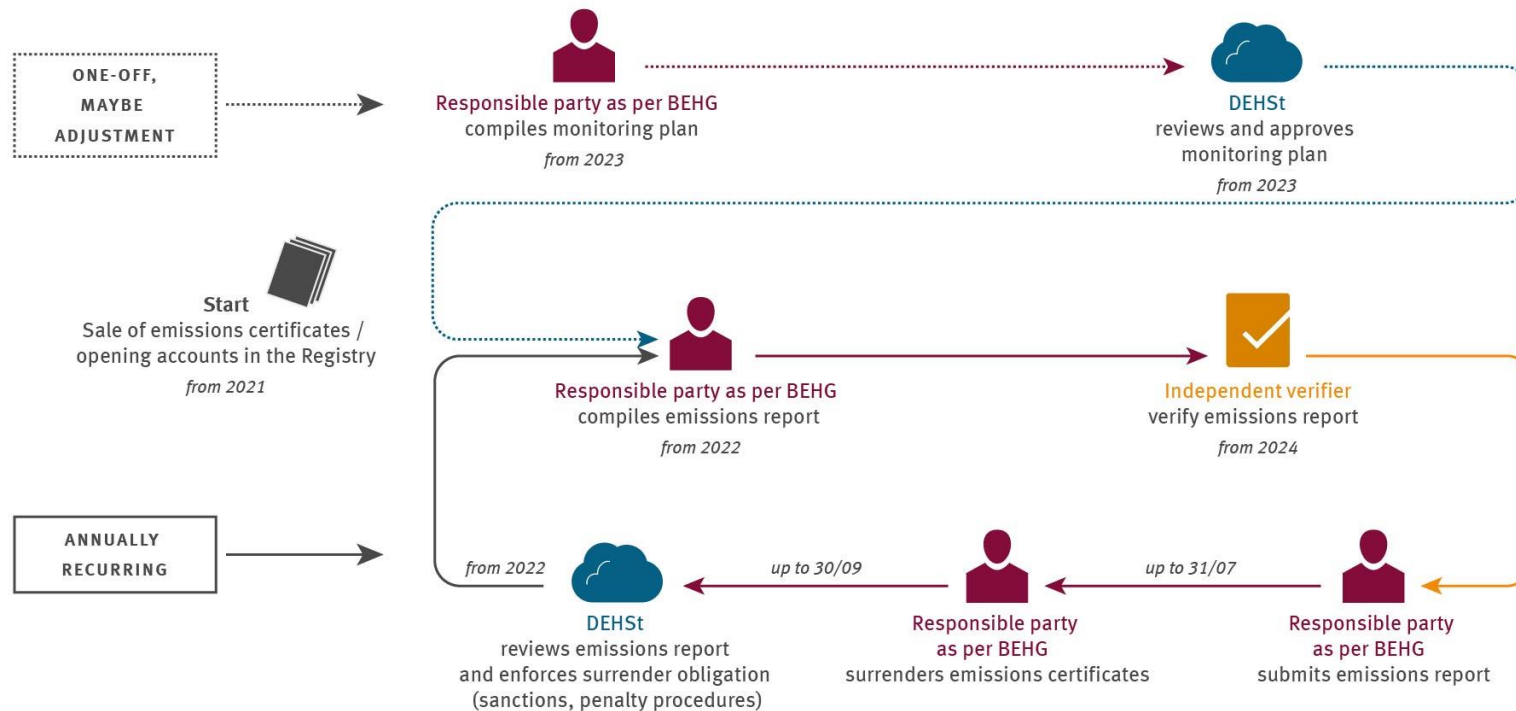 ONE-OFF,
MAYBE
ADJUSTMENT
Responsible party as per BEHG
compiles monitoring plan
from 2023
DEHSt
reviews and approves
monitoring plan
from 2023
Start
Sale of emissions certificates /
opening accounts in the Registry
from 2021
Responsible party as per BEHG
compiles emissions report
from 2022
Independent verifier
verify emissions report
from 2024
ANNUALLY
RECURRING
from 2022
DEHSt
reviews emissions report
and enforces surrender obligation
(sanctions, penalty procedures)
up to 30/09
Responsible party
as per BEHG
surrenders emissions certificates
up to 31/07
Responsible party
as per BEHG
submits emissions report